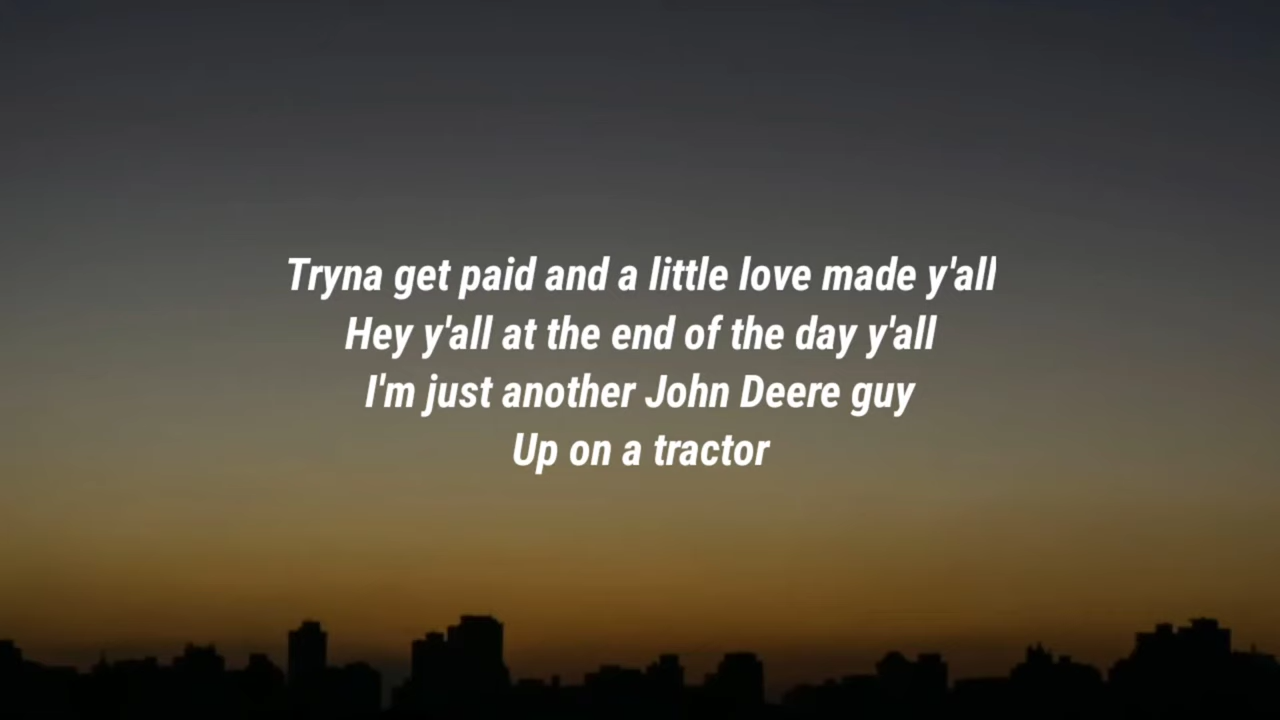 Tryna get paid and a little love made y'all
Hey y'all at the end of the day y'all
I'm just another John Deere guy
Up on a tractor